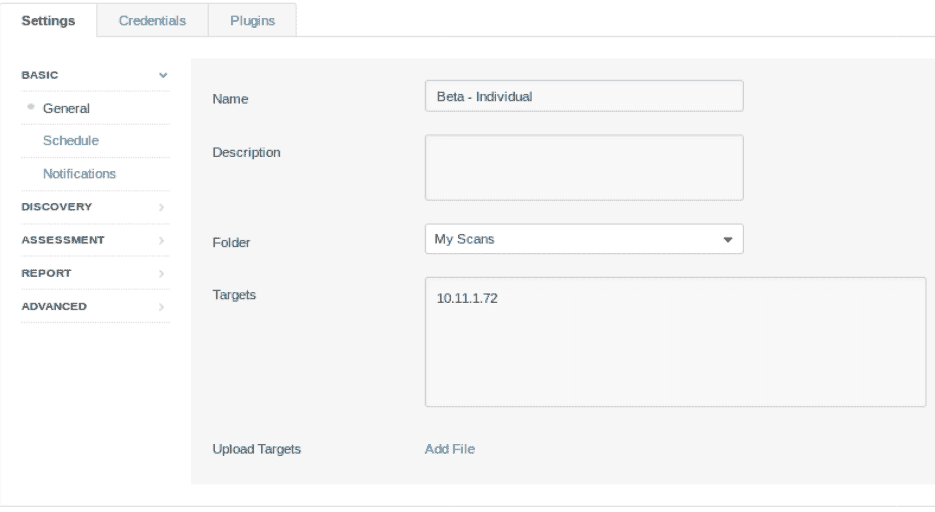 Settings Credentials Plugins
BASIC
General
Schedule
Notifications
DISCOVERY
ASSESSMENT
REPORT
ADVANCED
Name Beta - Individual
Description
Folder My Scans
Targets 10.11.1.72
Upload Targets Add File